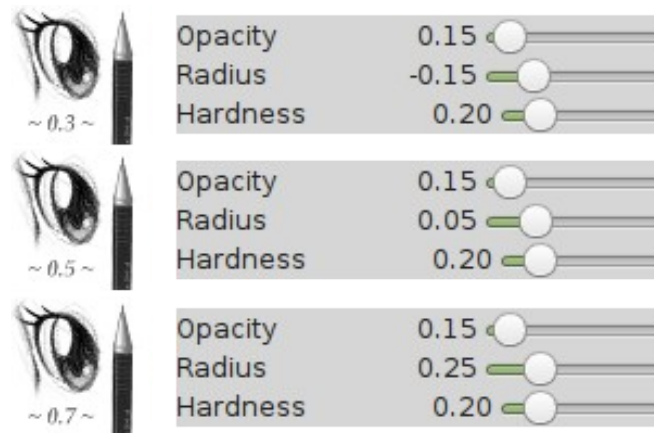 Opacity 0.15
Radius -0.15
~ 0.3 ~ Hardness 0.20
Opacity 0.15
Radius 0.05
~ 0.5 ~ Hardness 0.20
Opacity 0.15
Radius 0.25
~ 0.7 ~ Hardness 0.20